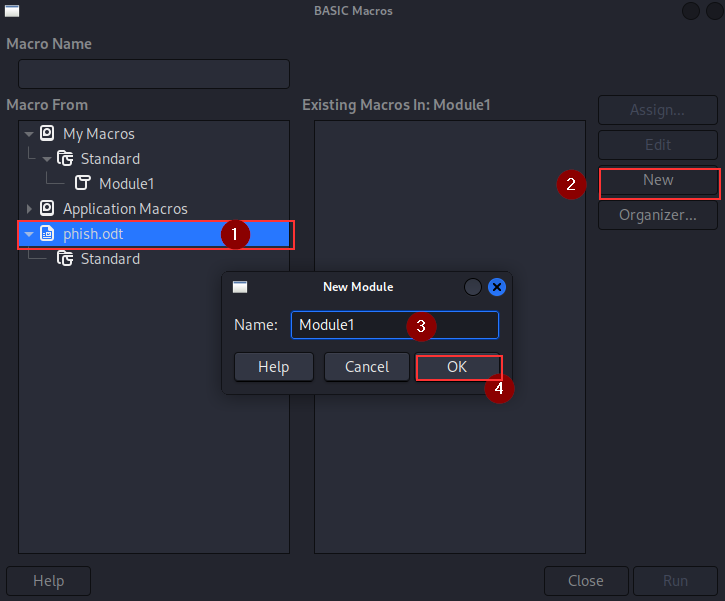 BASIC Macros
Macro Name
Macro From
Existing Macros In: Module1
My Macros
Standard
Module1
Application Macros
phish.odt
1
Standard
Assign...
Edit
2
New
Organizer...
New Module
Name:
Module1
3
Help
Cancel
OK
4
Help
Close
Run